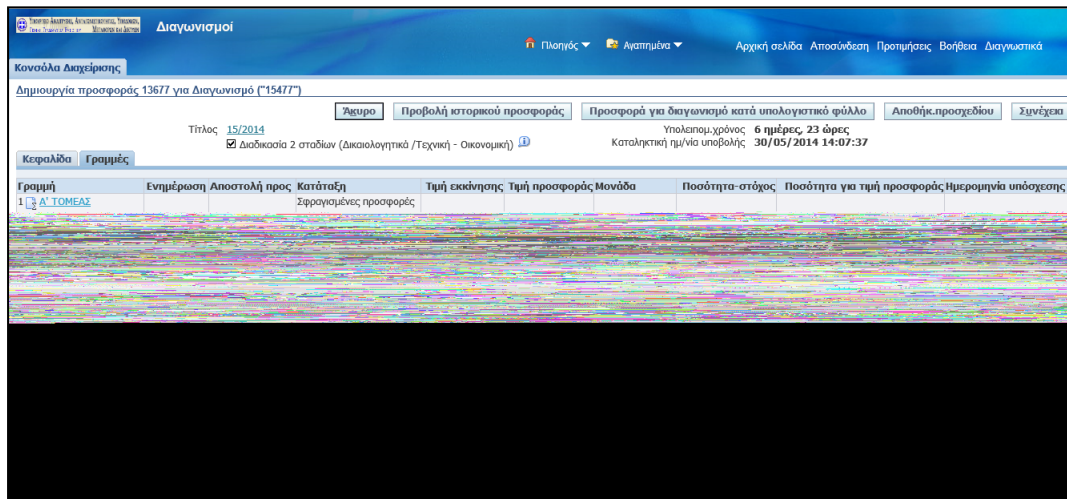 Διαγωνισμοί
Πλοηγός Αγαπημένα Αρχική σελίδα Αποσύνδεση Προτιμήσεις Βοήθεια Διαγνωστικά
Κονσόλα Διαχείρισης
Δημιουργία προσφοράς 13677 για Διαγωνισμό ("15477")
Άκυρο Προβολή ιστορικού προσφοράς Προσφορά για διαγωνισμό κατά υπολογιστικό φύλλο Αποθήκ.προσχεδίου Συνέχεια
Τίτλος 15/2014 Υπολειπομ.χρόνος 6 ημέρες, 23 ώρες
Διαδικασία 2 σταδίων (Δικαιολογητικά /Τεχνική - Οικονομική) Καταληκτική ημ/νία υποβολής 30/05/2014 14:07:37
Κεφαλίδα Γραμμές
Γραμμή Ενημέρωση Αποστολή προς Κατάταξη Τιμή εκκίνησης Τιμή προσφοράς Μονάδα Ποσότητα-στόχος Ποσότητα για τιμή προσφοράς Ημερομηνία υπόσχεσης
1 Α' ΤΟΜΕΑΣ Σφραγισμένες προσφορές